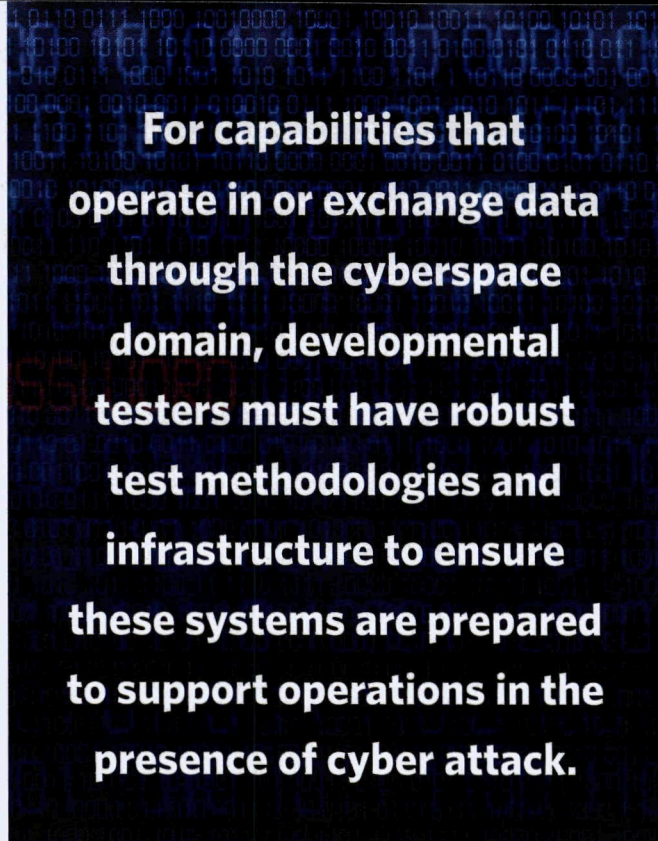 For capabilities that
operate in or exchange data
through the cyberspace
domain, developmental
testers must have robust
test methodologies and
infrastructure to ensure
these systems are prepared
to support operations in the
presence of cyber attack.